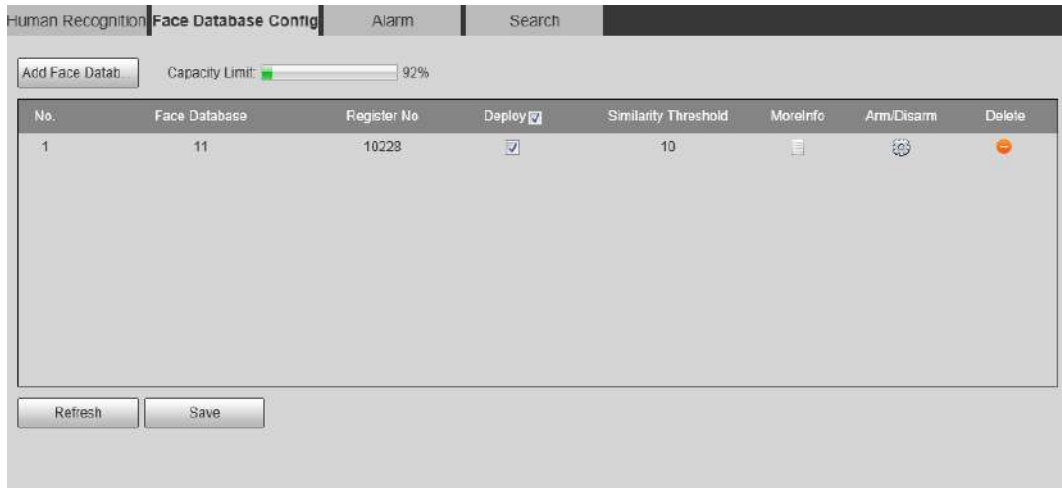 Human Recognition Face Database Config Alarm Search
Add Face Datab... Capacity Limit: 92%
No. Face Database Register No Deploy Similarity Threshold MoreInfo Arm/Disarm Delete
1 11 10228 10
Refresh Save